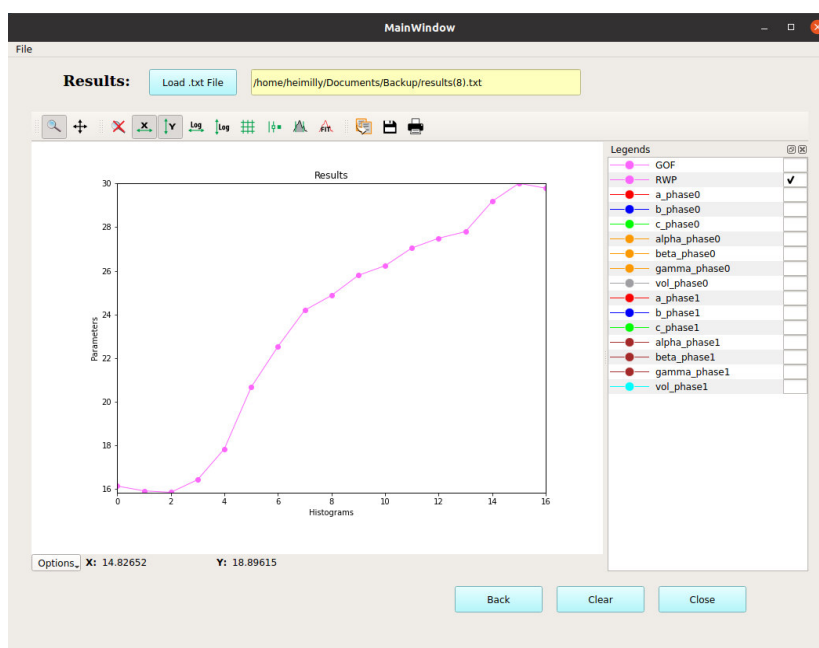 MainWindow
File
Results: Load .txt File /home/heimilly/Documents/Backup/results(8).txt
X Y Log Log FIT
Legends
GOF
RWP
a_phase0
b_phase0
c_phase0
alpha_phase0
beta_phase0
gamma_phase0
vol_phase0
a_phase1
b_phase1
c_phase1
alpha_phase1
beta_phase1
gamma_phase1
vol_phase1
Results
Parameters
30
28
26
24
22
20
18
16
0 2 4 6 8 10 12 14 16
Histograms
Options X: 14.82652 Y: 18.89615
Back Clear Close